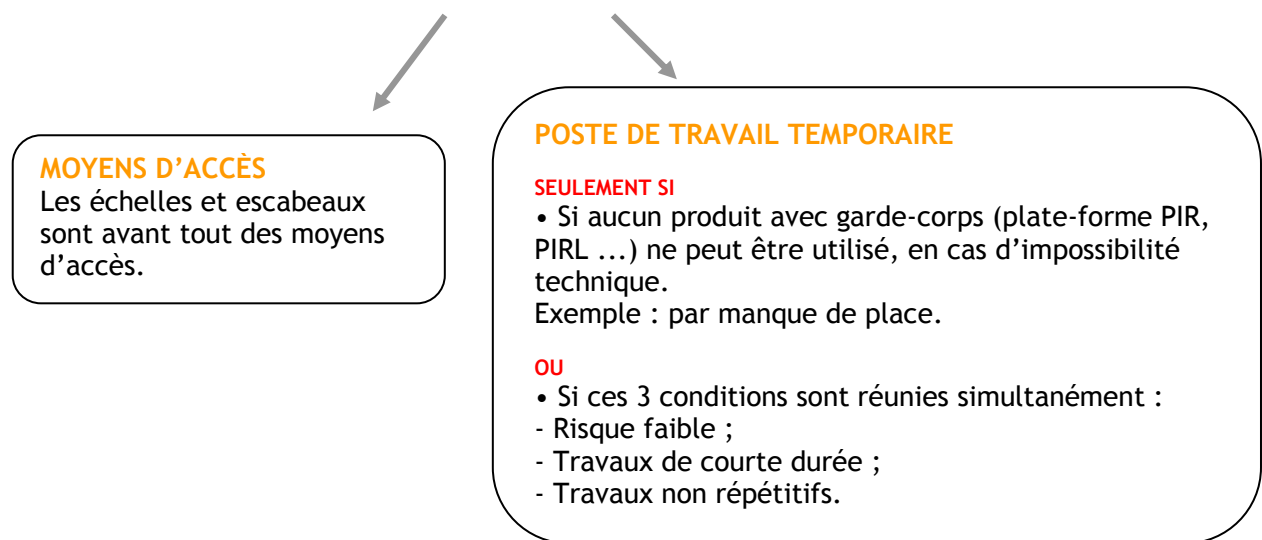 MOYENS D’ACCÈS
Les échelles et escabeaux
sont avant tout des moyens
d’accès.
POSTE DE TRAVAIL TEMPORAIRE
SEULEMENT SI
• Si aucun produit avec garde-corps (plate-forme PIR,
PIRL ...) ne peut être utilisé, en cas d’impossibilité
technique.
Exemple : par manque de place.
OU
• Si ces 3 conditions sont réunies simultanément :
- Risque faible ;
- Travaux de courte durée ;
- Travaux non répétitifs.